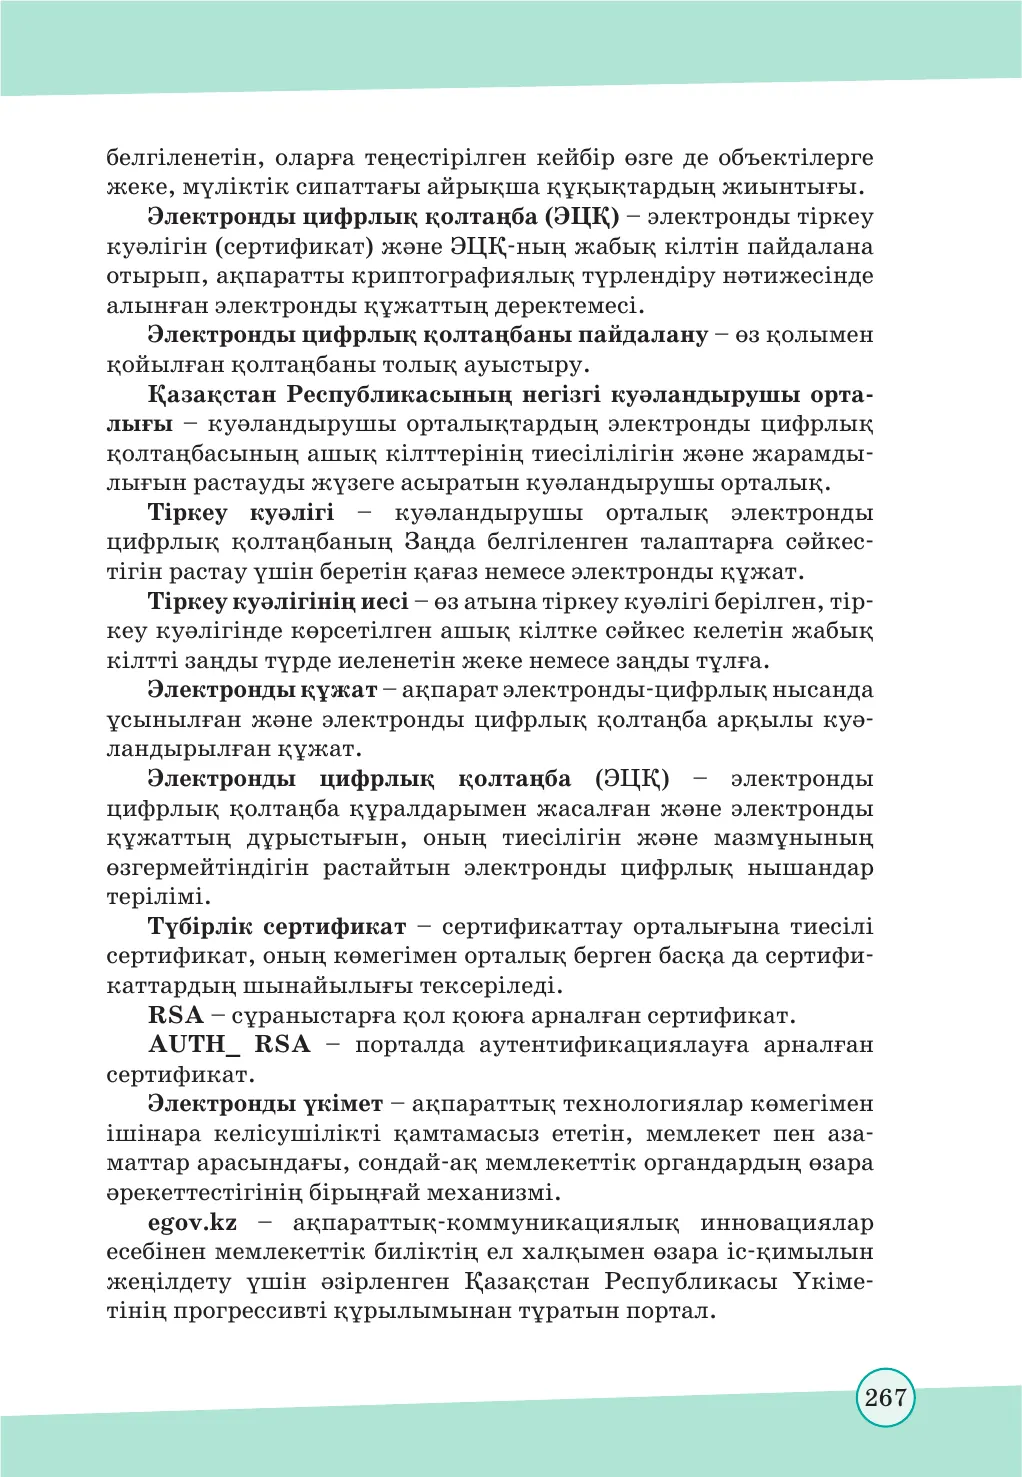 белгіленетін, оларға теңестірілген кейбір өзге де объектілерге
жеке, мүліктік сипаттағы айрықша құқықтардың жиынтығы.
Электронды цифрлық қолтаңба (ЭЦҚ) – электронды тіркеу
куәлігін (сертификат) және ЭЦҚ-ның жабық кілтін пайдалана
отырып, ақпаратты криптографиялық түрлендіру нәтижесінде
алынған электронды құжаттың деректемесі.
Электронды цифрлық қолтаңбаны пайдалану – өз қолымен
қойылған қолтаңбаны толық ауыстыру.
Қазақстан Республикасының негізгі куәландырушы орта-
лығы – куәландырушы орталықтардың электронды цифрлық
қолтаңбасының ашық кілттерінің тиесілілігін және жарамды-
лығын растауды жүзеге асыратын куәландырушы орталық.
Тіркеу куәлігі – куәландырушы орталық электронды
цифрлық қолтаңбаның Заңда белгіленген талаптарға сәйкес-
тігін растау үшін беретін қағаз немесе электронды құжат.
Тіркеу куәлігінің иесі – өз атына тіркеу куәлігі берілген, тір-
кеу куәлігінде көрсетілген ашық кілтке сәйкес келетін жабық
кілтті заңды түрде иеленетін жеке немесе заңды тұлға.
Электронды құжат – ақпарат электронды-цифрлық нысанда
ұсынылған және электронды цифрлық қолтаңба арқылы куә-
ландырылған құжат.
Электронды цифрлық қолтаңба (ЭЦҚ) – электронды
цифрлық қолтаңба құралдарымен жасалған және электронды
құжаттың дұрыстығын, оның тиесілігін және мазмұнының
өзгермейтіндігін растайтын электронды цифрлық нышандар
терілімі.
Түбірлік сертификат – сертификаттау орталығына тиесілі
сертификат, оның көмегімен орталық берген басқа да сертифи-
каттардың шынайылығы тексеріледі.
RSA – сұраныстарға қол қоюға арналған сертификат.
AUTH_ RSA – порталда аутентификациялауға арналған
сертификат.
Электронды үкімет – ақпараттық технологиялар көмегімен
ішінара келісушілікті қамтамасыз ететін, мемлекет пен аза-
маттар арасындағы, сондай-ақ мемлекеттік органдардың өзара
әрекеттестігінің бірыңғай механизмі.
egov.kz – ақпараттық-коммуникациялық инновациялар
есебінен мемлекеттік биліктің ел халқымен өзара іс-қимылын
жеңілдету үшін әзірленген Қазақстан Республикасы Үкіме-
тінің прогрессивті құрылымынан тұратын портал.
267